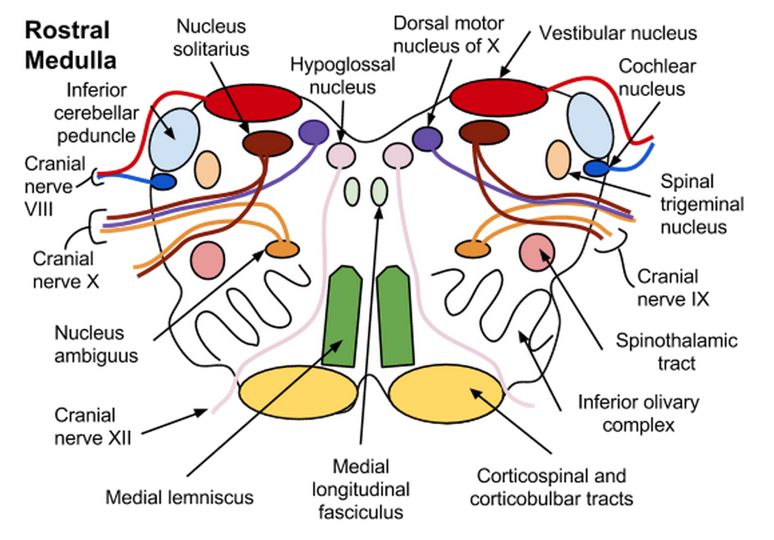 Rostral
Medulla
Nucleus
solitarius
Dorsal motor
nucleus of X
Vestibular nucleus
Hypoglossal
nucleus
Cochlear
nucleus
Inferior
cerebellar
peduncle
Cranial
nerve
VIII
Spinal
trigeminal
nucleus
Cranial
nerve X
Cranial
nerve IX
Nucleus
ambiguus
Spinothalamic
tract
Inferior olivary
complex
Cranial
nerve XII
Medial lemniscus
Medial
longitudinal
fasciculus
Corticospinal and
corticobulbar tracts